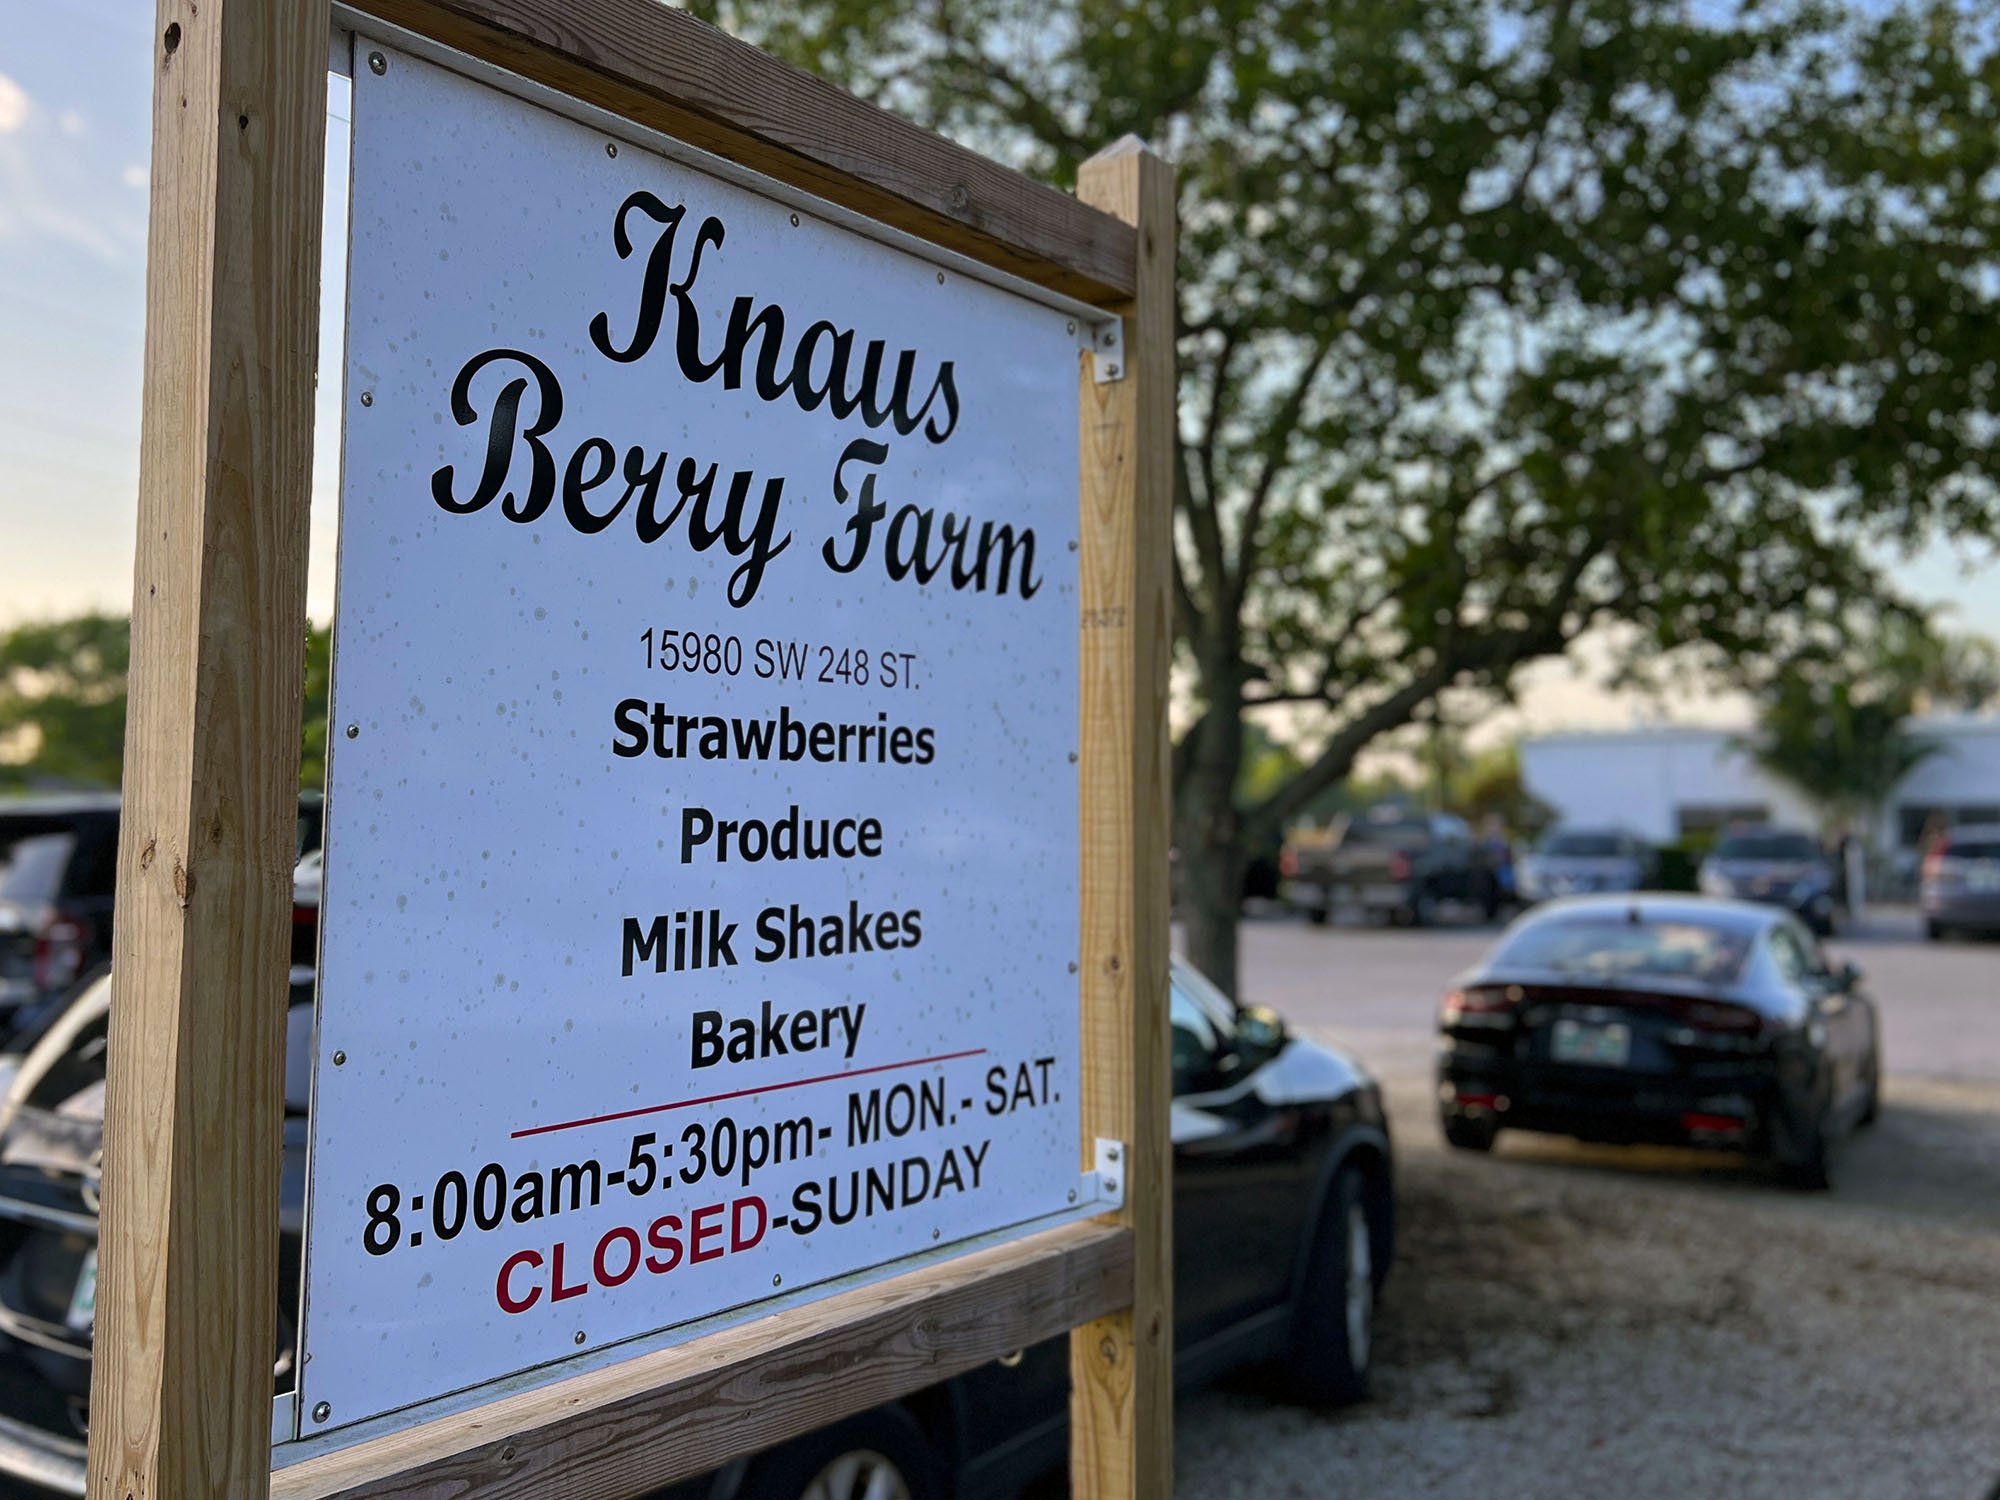 Knaus
Berry Farm
15980 SW 248 ST.
Strawberries
Produce
Milk Shakes
Bakery
8:00am-5:30pm- MON.- SAT.
CLOSED-SUNDAY